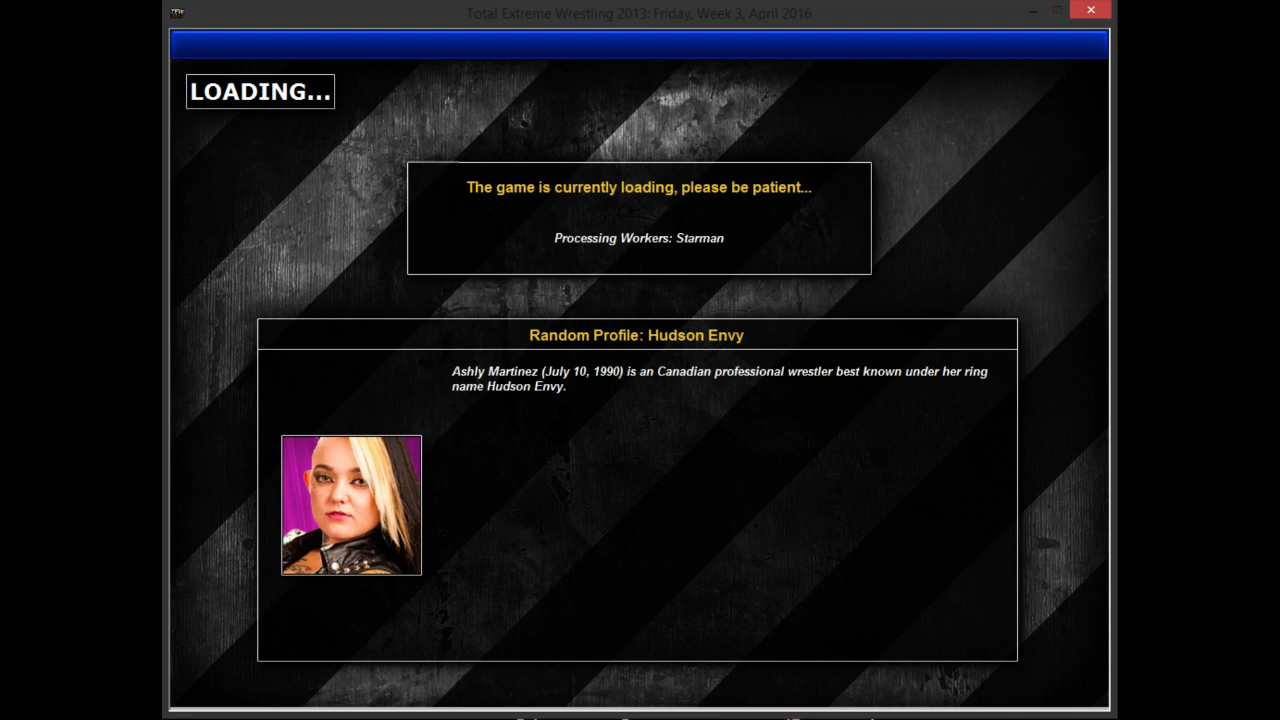 TEW
Total Extreme Wrestling 2013: Friday, Week 3, April 2016
LOADING...
The game is currently loading, please be patient...
Processing Workers: Starman
Random Profile: Hudson Envy
Ashly Martinez (July 10, 1990) is an Canadian professional wrestler best known under her ring
name Hudson Envy.